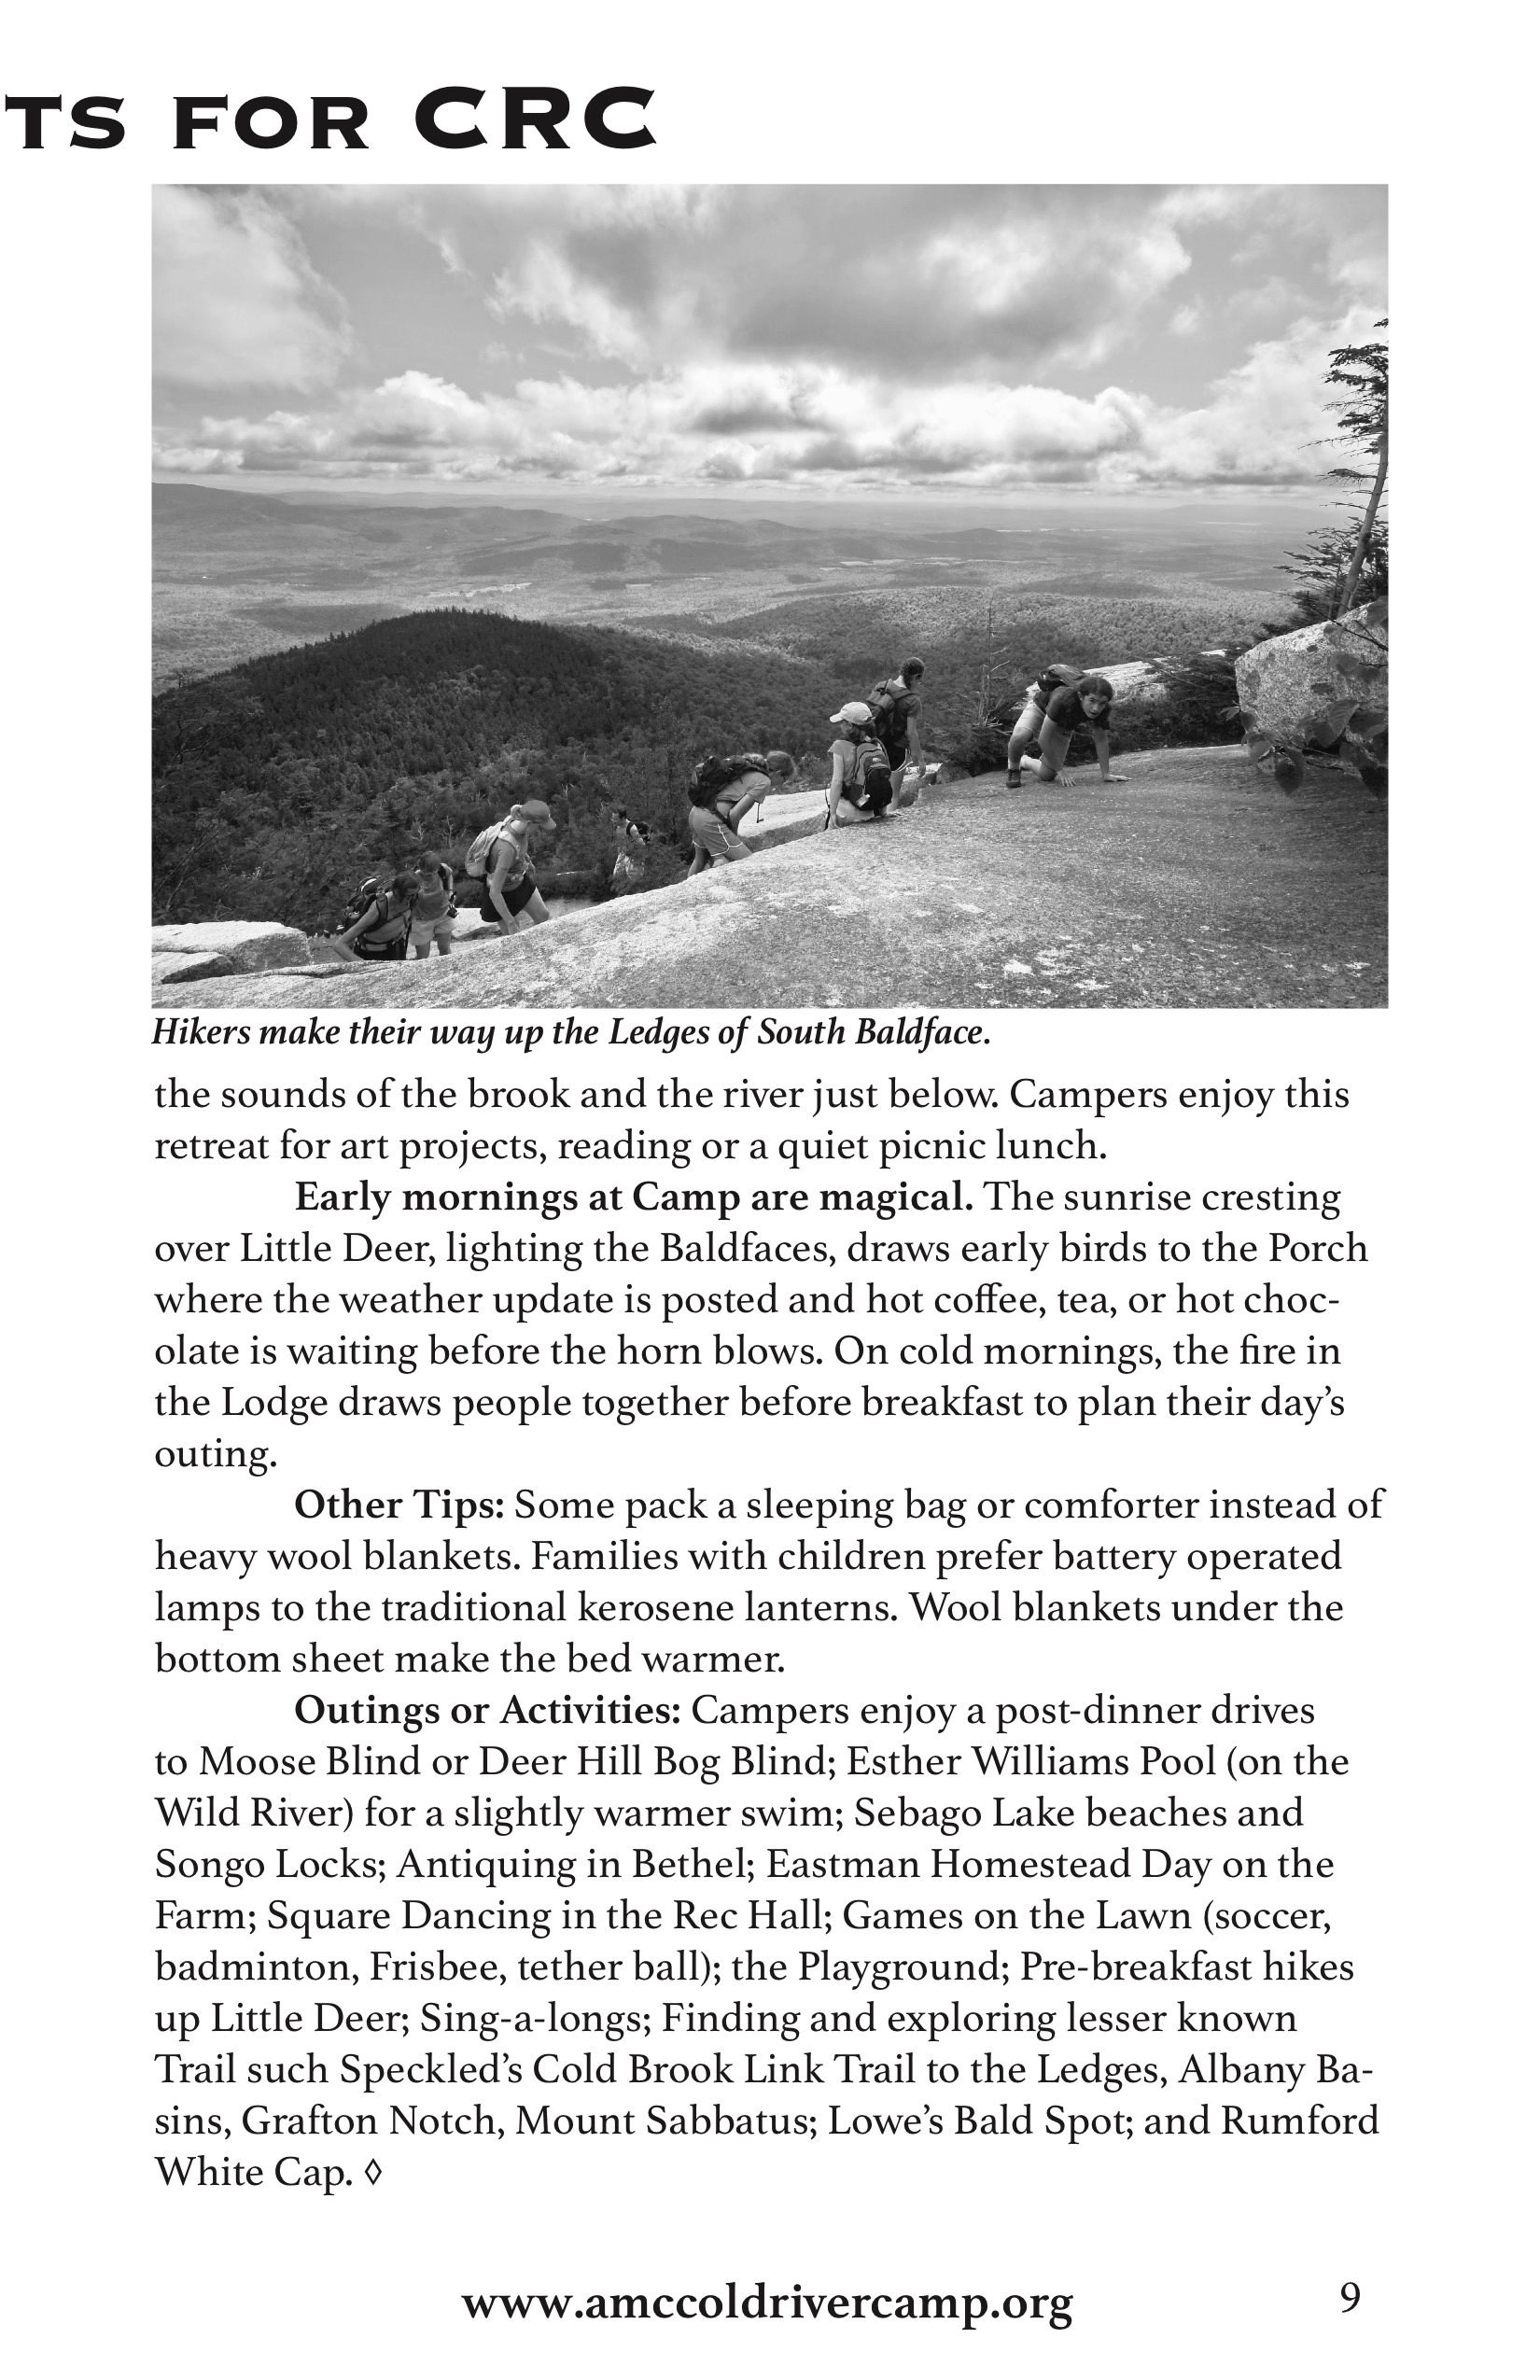 TS FOR CRC
Hikers make their way up the Ledges of South Baldface.
the sounds of the brook and the river just below. Campers enjoy this
retreat for art projects, reading or a quiet picnic lunch.
Early mornings at Camp are magical. The sunrise cresting
over Little Deer, lighting the Baldfaces, draws early birds to the Porch
where the weather update is posted and hot coffee, tea, or hot choc-
olate is waiting before the horn blows. On cold mornings, the fire in
the Lodge draws people together before breakfast to plan their day’s
outing.
Other Tips: Some pack a sleeping bag or comforter instead of
heavy wool blankets. Families with children prefer battery operated
lamps to the traditional kerosene lanterns. Wool blankets under the
bottom sheet make the bed warmer.
Outings or Activities: Campers enjoy a post-dinner drives
to Moose Blind or Deer Hill Bog Blind; Esther Williams Pool (on the
Wild River) for a slightly warmer swim; Sebago Lake beaches and
Songo Locks; Antiquing in Bethel; Eastman Homestead Day on the
Farm; Square Dancing in the Rec Hall; Games on the Lawn (soccer,
badminton, Frisbee, tether ball); the Playground; Pre-breakfast hikes
up Little Deer; Sing-a-longs; Finding and exploring lesser known
Trail such Speckled’s Cold Brook Link Trail to the Ledges, Albany Ba-
sins, Grafton Notch, Mount Sabbatus; Lowe’s Bald Spot; and Rumford
White Cap. ◊
www.amccoldrivercamp.org 9